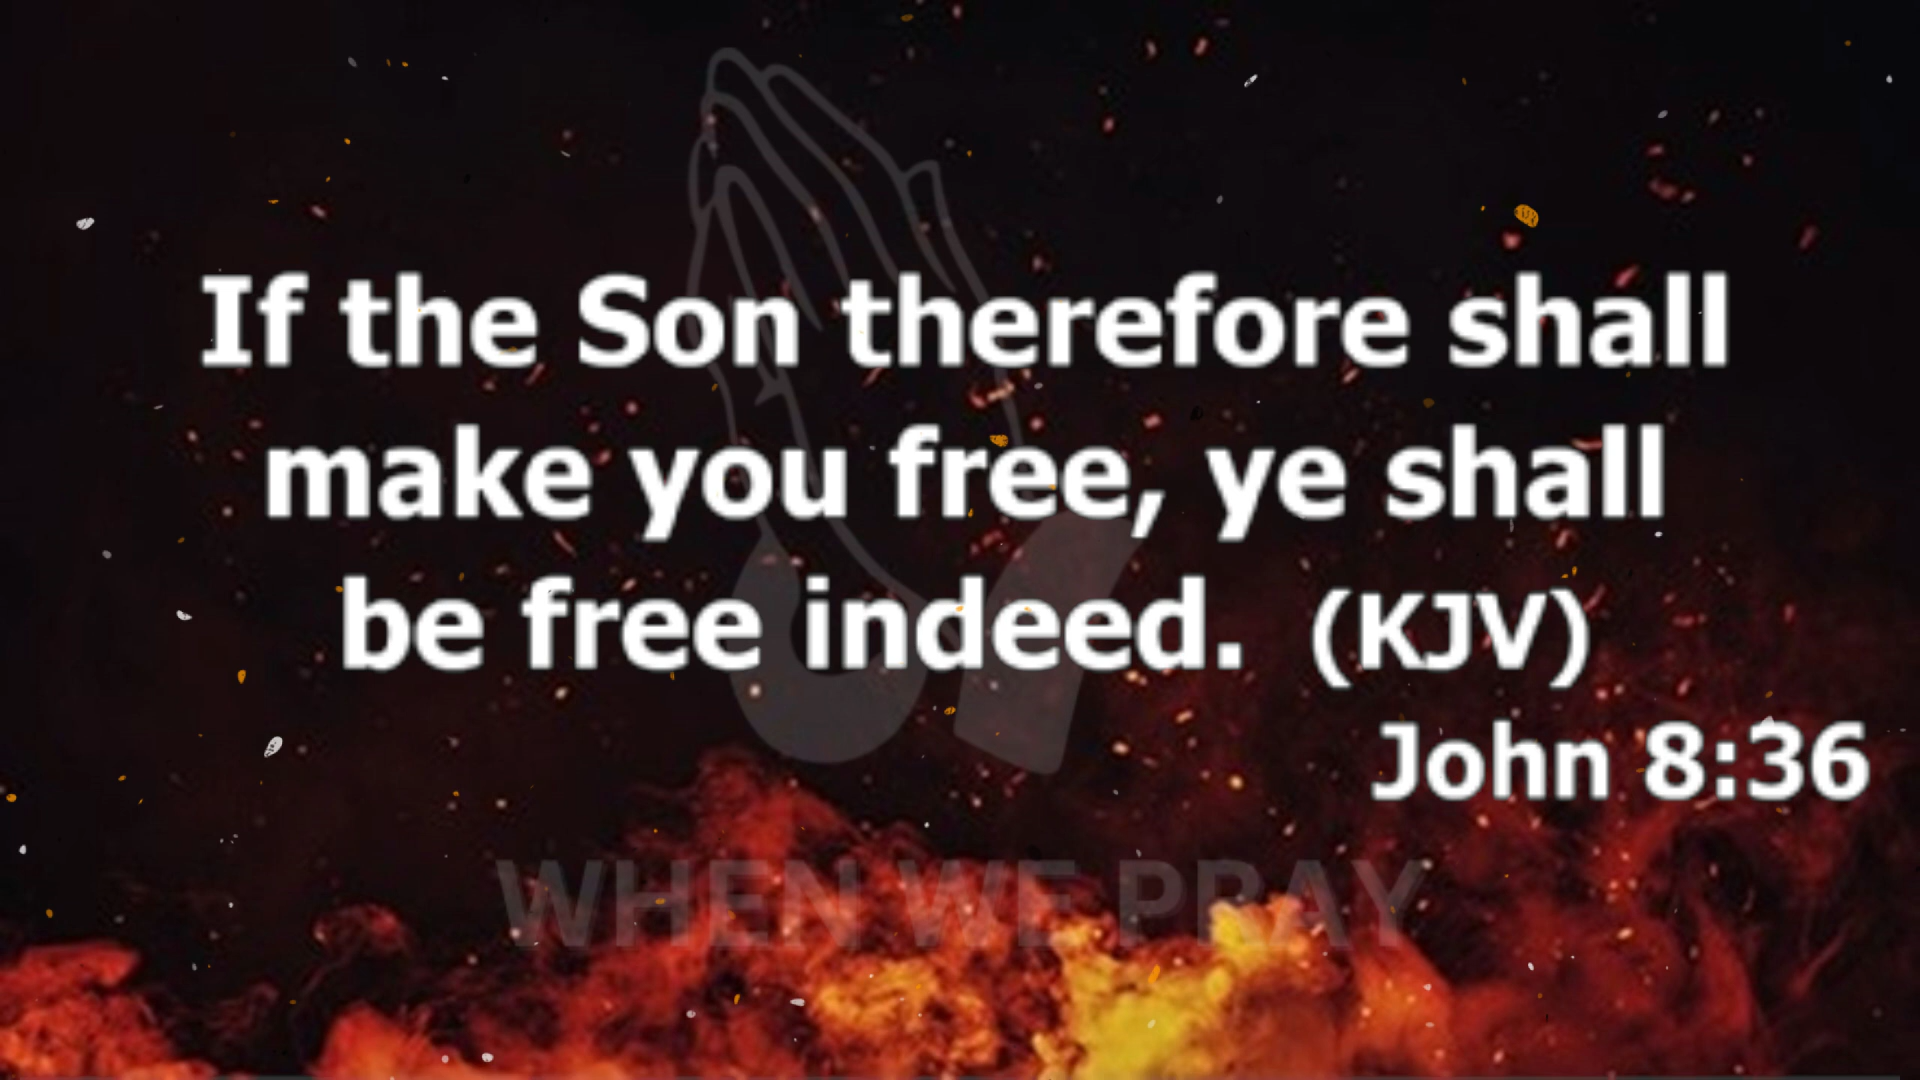 If the Son therefore shall
make you free, ye shall
be free indeed. (KJV)
John 8:36
WHEN WE PRAY